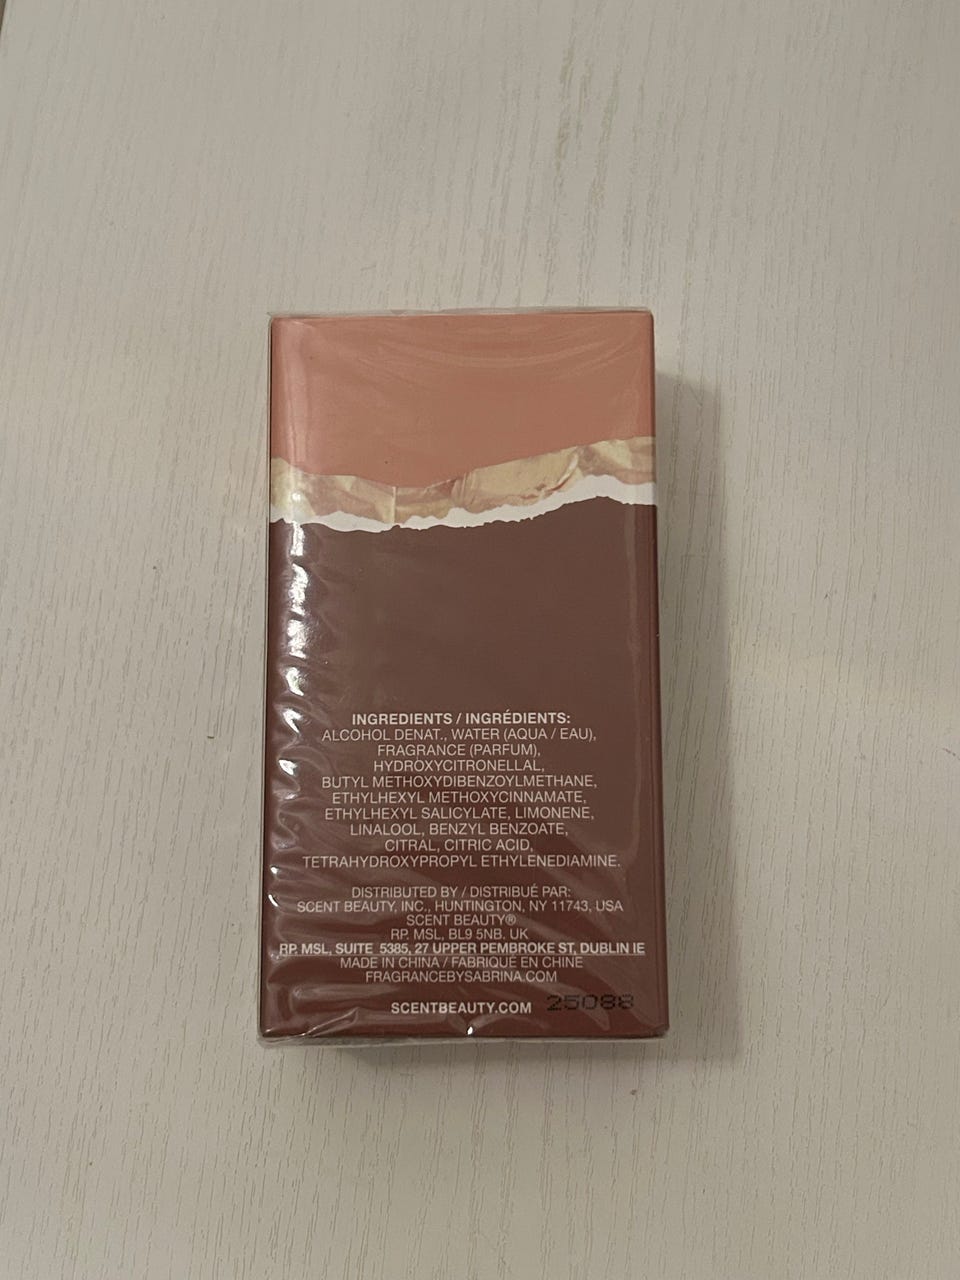 INGREDIENTS / INGRÉDIENTS:
ALCOHOL DENAT., WATER (AQUA / EAU),
FRAGRANCE (PARFUM),
HYDROXYCITRONELLAL,
BUTYL METHOXYDIBENZOYLMETHANE,
ETHYLHEXYL METHOXYCINNAMATE,
ETHYLHEXYL SALICYLATE, LIMONENE,
LINALOOL, BENZYL BENZOATE,
CITRAL, CITRIC ACID,
TETRAHYDROXYPROPYL ETHYLENEDIAMINE.
DISTRIBUTED BY / DISTRIBUÉ PAR:
SCENT BEAUTY, INC., HUNTINGTON, NY 11743, USA
SCENT BEAUTY®
RP. MSL, BL9 5NB. UK
RP. MSL, SUITE 5385, 27 UPPER PEMBROKE ST, DUBLIN IE
MADE IN CHINA / FABRIQUÉ EN CHINE
FRAGRANCEBYSABRINA.COM
SCENTBEAUTY.COM 25088